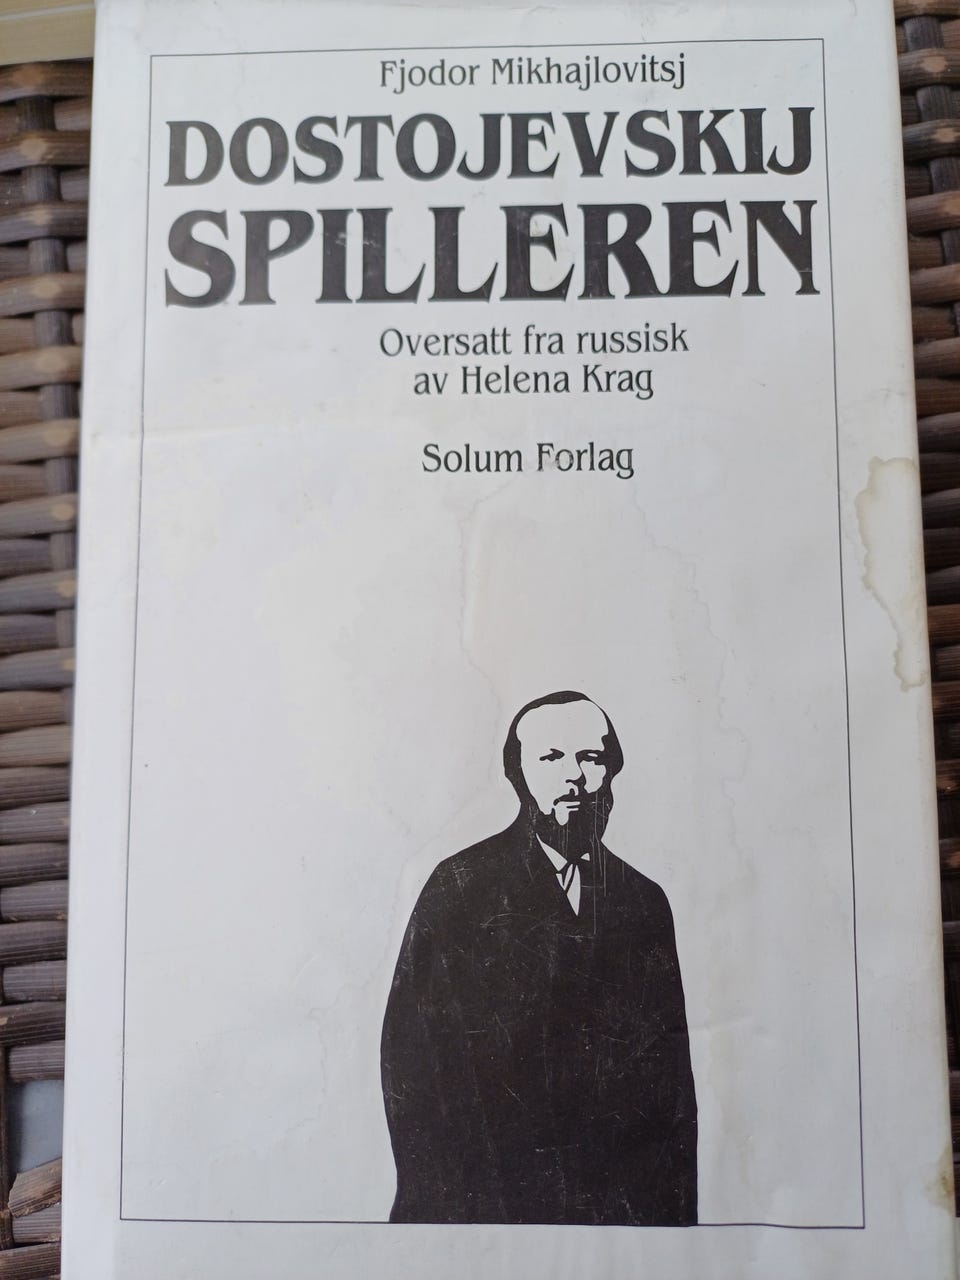 Fjodor Mikhajlovitsj
DOSTOJEVSKIJ
SPILLEREN
Oversatt fra russisk
av Helena Krag
Solum Forlag